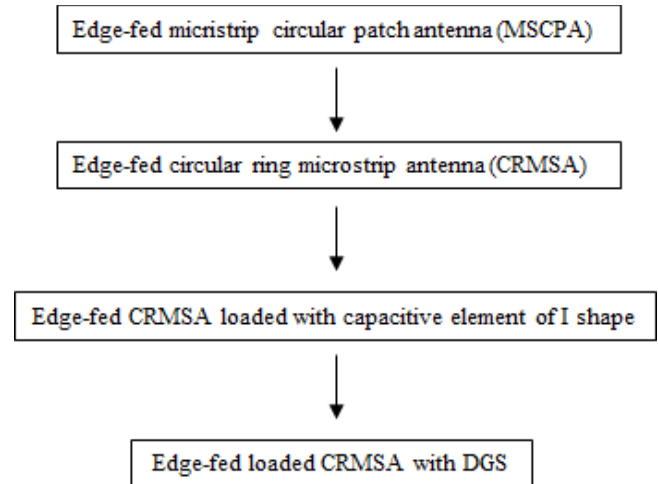 Edge-fed micristrip circular patch antenna (MSCPA)
Edge-fed circular ring microstrip antenna (CRMSA)
Edge-fed CRMSA loaded with capacitive element of I shape
Edge-fed loaded CRMSA with DGS